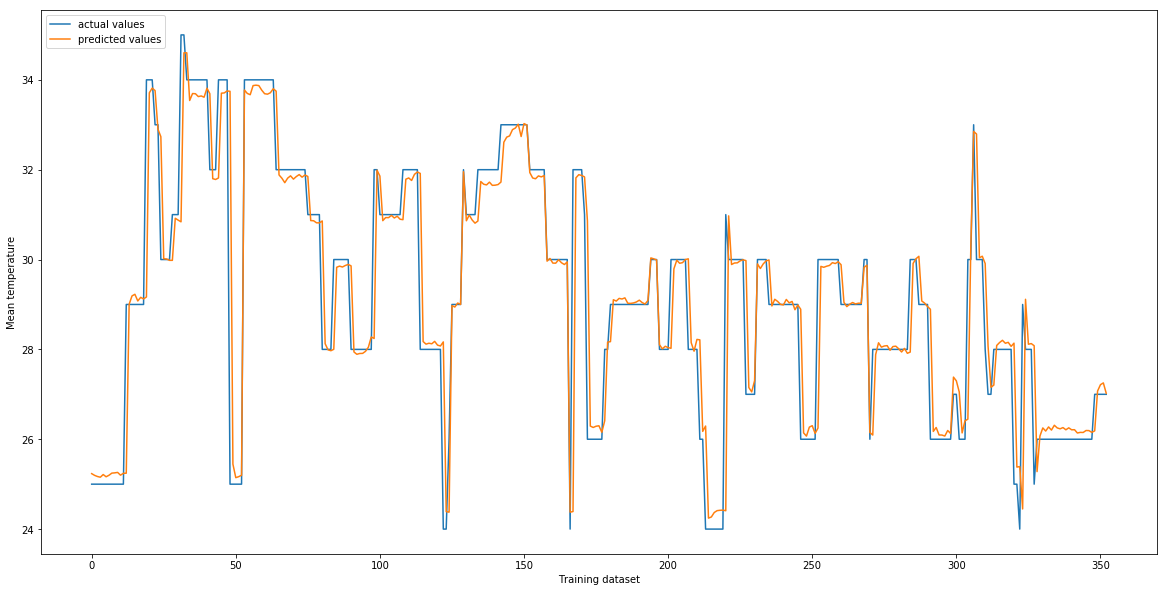 actual values
predicted values
Mean temperature
34
32
30
28
26
24
0 50 100 150 200 250 300 350
Training dataset